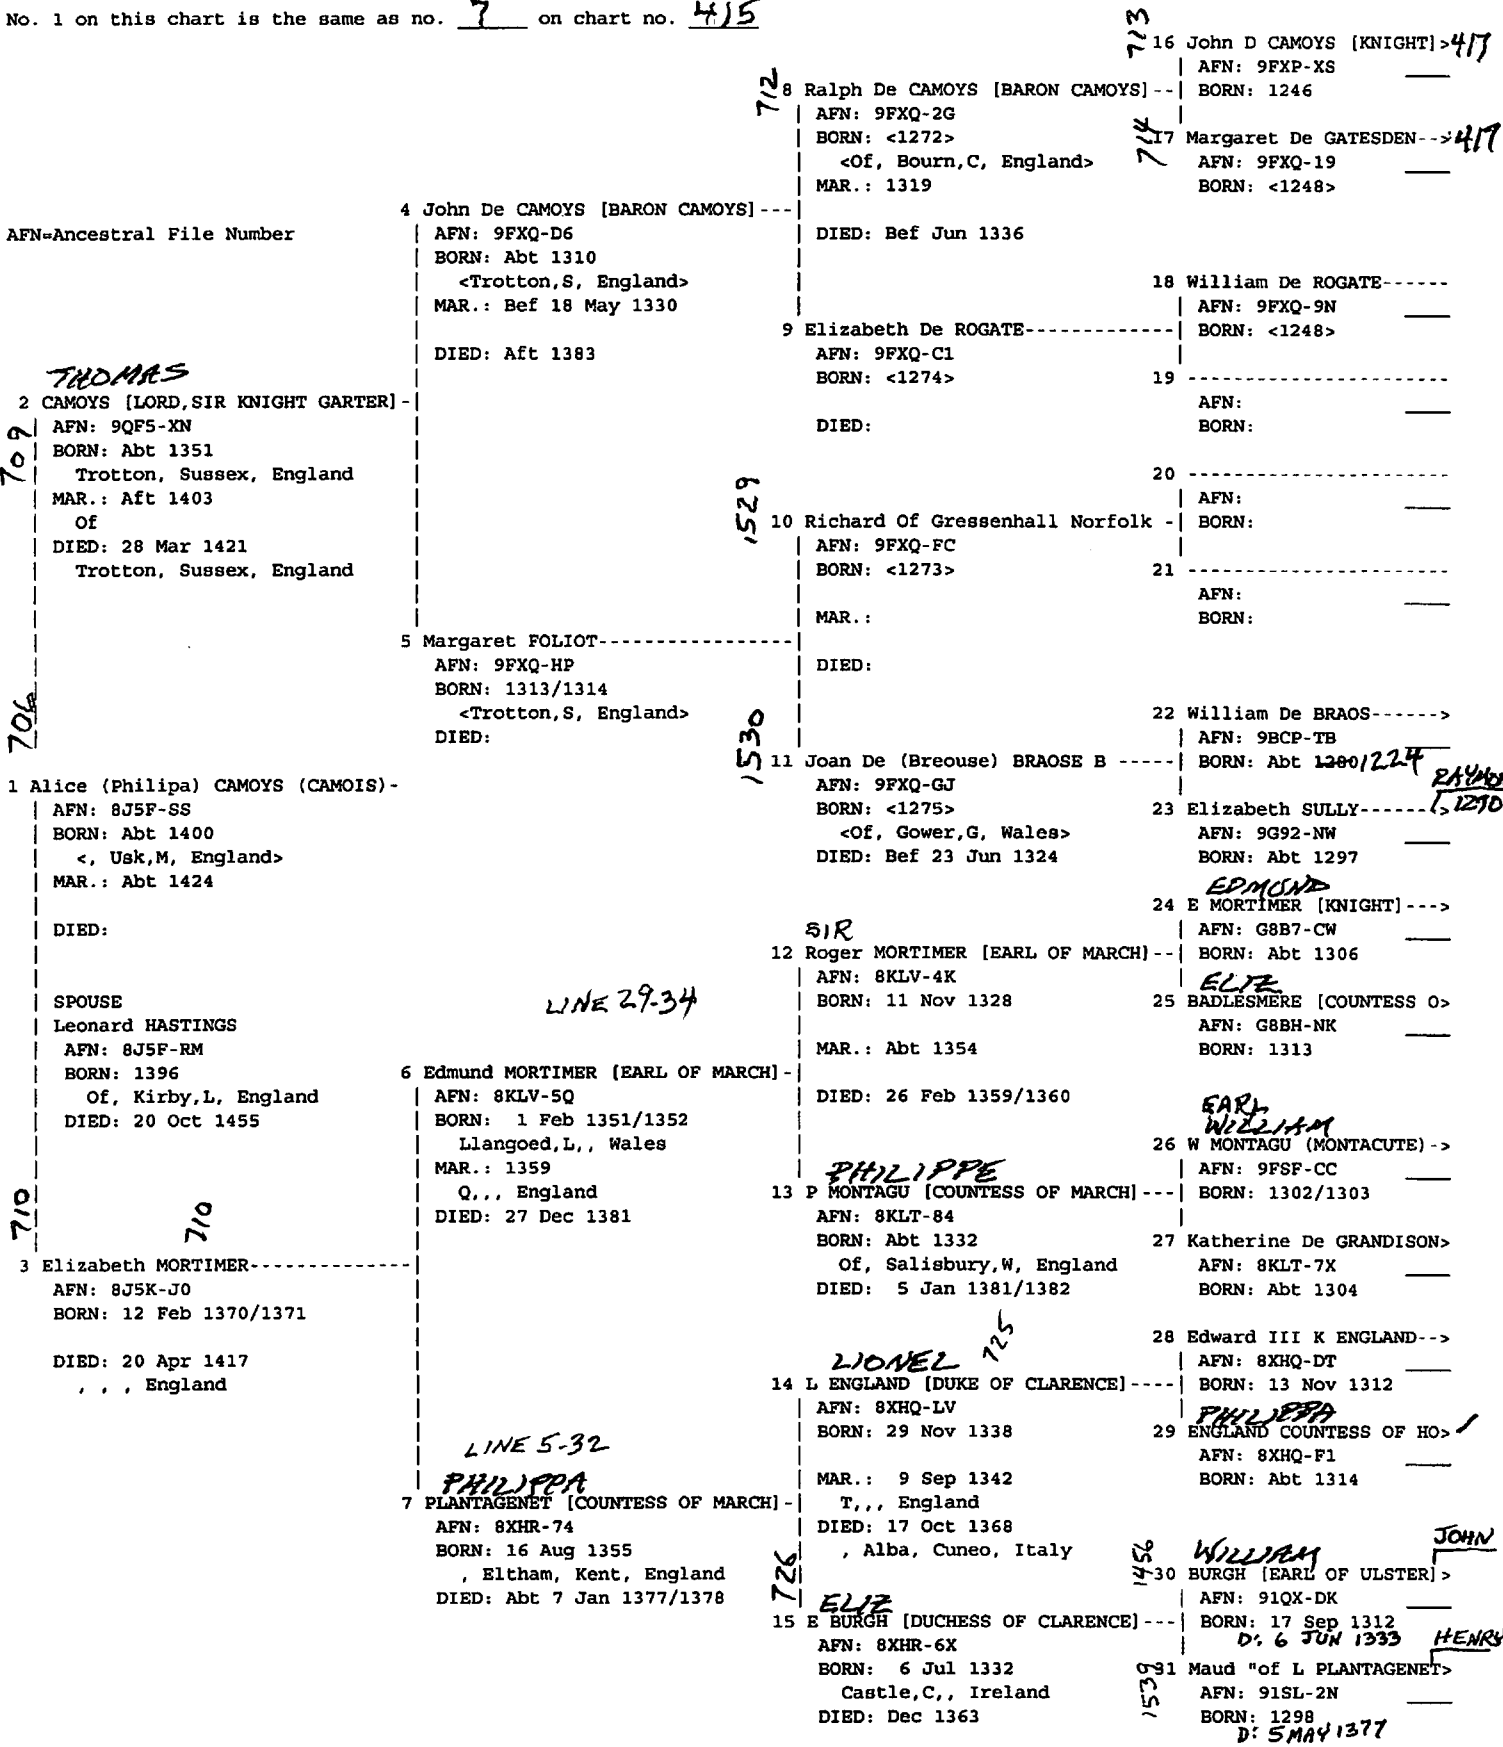 No. 1 on this chart is the same as no. 7 on chart no. 415
AFN=Ancestral File Number
713
16 John D CAMOYS [KNIGHT]>417
AFN: 9FXP-XS
BORN: 1246
712
8 Ralph De CAMOYS [BARON CAMOYS]--
AFN: 9FXQ-2G
BORN: <1272>
<Of, Bourn,C, England>
MAR.: 1319
DIED: Bef Jun 1336
714
17 Margaret De GATESDEN-->417
AFN: 9FXQ-19
BORN: <1248>
4 John De CAMOYS [BARON CAMOYS]---
AFN: 9FXQ-D6
BORN: Abt 1310
<Trotton,S, England>
MAR.: Bef 18 May 1330
DIED: Aft 1383
18 William De ROGATE------
AFN: 9FXQ-9N
BORN: <1248>
9 Elizabeth De ROGATE-------------
AFN: 9FXQ-C1
BORN: <1274>
DIED:
19 ----------------------
AFN:
BORN:
THOMAS
2 CAMOYS [LORD,SIR KNIGHT GARTER]-
709
AFN: 9QF5-XN
BORN: Abt 1351
Trotton, Sussex, England
MAR.: Aft 1403
Of
DIED: 28 Mar 1421
Trotton, Sussex, England
20 ----------------------
AFN:
BORN:
1529
10 Richard Of Gressenhall Norfolk -
AFN: 9FXQ-FC
BORN: <1273>
MAR.:
DIED:
21 ----------------------
AFN:
BORN:
5 Margaret FOLIOT----------------
AFN: 9FXQ-HP
BORN: 1313/1314
<Trotton,S, England>
DIED:
22 William De BRAOS------>
AFN: 9BCP-TB
BORN: Abt 1280 1224
1530
11 Joan De (Breouse) BRAOSE B -----
AFN: 9FXQ-GJ
BORN: <1275>
<Of, Gower,G, Wales>
DIED: Bef 23 Jun 1324
23 Elizabeth SULLY------>
1270
AFN: 9G92-NW
BORN: Abt 1297
706
1 Alice (Philipa) CAMOYS (CAMOIS)-
AFN: 8J5F-SS
BORN: Abt 1400
<, Usk,M, England>
MAR.: Abt 1424
DIED:
SPOUSE
Leonard HASTINGS
AFN: 8J5F-RM
BORN: 1396
Of, Kirby,L, England
DIED: 20 Oct 1455
EDMOND
24 E MORTIMER [KNIGHT]--->
AFN: G8B7-CW
BORN: Abt 1306
SIR
12 Roger MORTIMER [EARL OF MARCH]--
AFN: 8KLV-4K
BORN: 11 Nov 1328
MAR.: Abt 1354
DIED: 26 Feb 1359/1360
ELIZ
25 BADLESMERE [COUNTESS O>
AFN: G8BH-NK
BORN: 1313
LINE 29-34
6 Edmund MORTIMER [EARL OF MARCH]-
AFN: 8KLV-5Q
BORN: 1 Feb 1351/1352
Llangoed,L,, Wales
MAR.: 1359
Q,,, England
DIED: 27 Dec 1381
EARL
WILLIAM
26 W MONTAGU (MONTACUTE)->
AFN: 9FSF-CC
BORN: 1302/1303
PHILIPPE
13 P MONTAGU [COUNTESS OF MARCH]---
AFN: 8KLT-84
BORN: Abt 1332
Of, Salisbury,W, England
DIED: 5 Jan 1381/1382
27 Katherine De GRANDISON>
AFN: 8KLT-7X
BORN: Abt 1304
710
710
3 Elizabeth MORTIMER--------------
AFN: 8J5K-J0
BORN: 12 Feb 1370/1371
DIED: 20 Apr 1417
, , , England
28 Edward III K ENGLAND-->
AFN: 8XHQ-DT
BORN: 13 Nov 1312
LIONEL 725
14 L ENGLAND [DUKE OF CLARENCE]----
AFN: 8XHQ-LV
BORN: 29 Nov 1338
MAR.: 9 Sep 1342
T,,, England
DIED: 17 Oct 1368
, Alba, Cuneo, Italy
PHILIPPA
29 ENGLAND COUNTESS OF HO>
AFN: 8XHQ-F1
BORN: Abt 1314
LINE 5-32
PHILIPPA
7 PLANTAGENET [COUNTESS OF MARCH]-
AFN: 8XHR-74
BORN: 16 Aug 1355
, Eltham, Kent, England
DIED: Abt 7 Jan 1377/1378
JOHN
1456
WILLIAM
30 BURGH [EARL OF ULSTER]>
AFN: 91QX-DK
BORN: 17 Sep 1312
D: 6 JUN 1333
726
ELIZ
15 E BURGH [DUCHESS OF CLARENCE]---
AFN: 8XHR-6X
BORN: 6 Jul 1332
Castle,C,, Ireland
DIED: Dec 1363
HENRY
1539
31 Maud "of L PLANTAGENET>
AFN: 91SL-2N
BORN: 1298
D: 5 MAY 1377